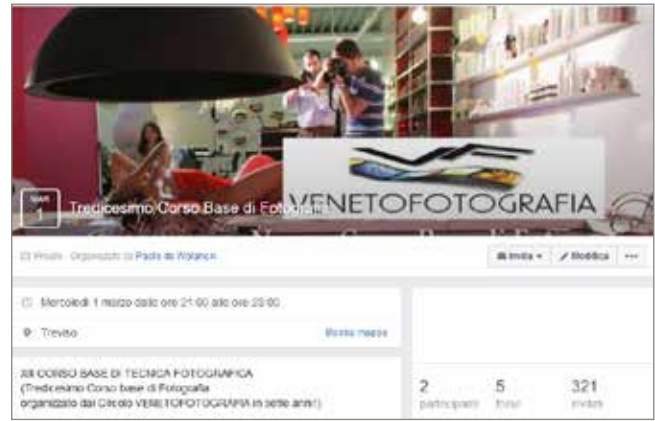 VENETOFOTOGRAFIA
MAR
1
Tredicesimo Corso Base di Fotografia
Privato · Organizzato da Paolo de Wolanich
Invita
Modifica
Mercoledì 1 marzo dalle ore 21:00 alle ore 23:00
Treviso
Mostra mappa
XIII CORSO BASE DI TECNICA FOTOGRAFICA
(Tredicesimo Corso base di Fotografia
organizzato dal Circolo VENETOFOTOGRAFIA in sette anni!)
2
5
321
partecipanti
forse
invitati